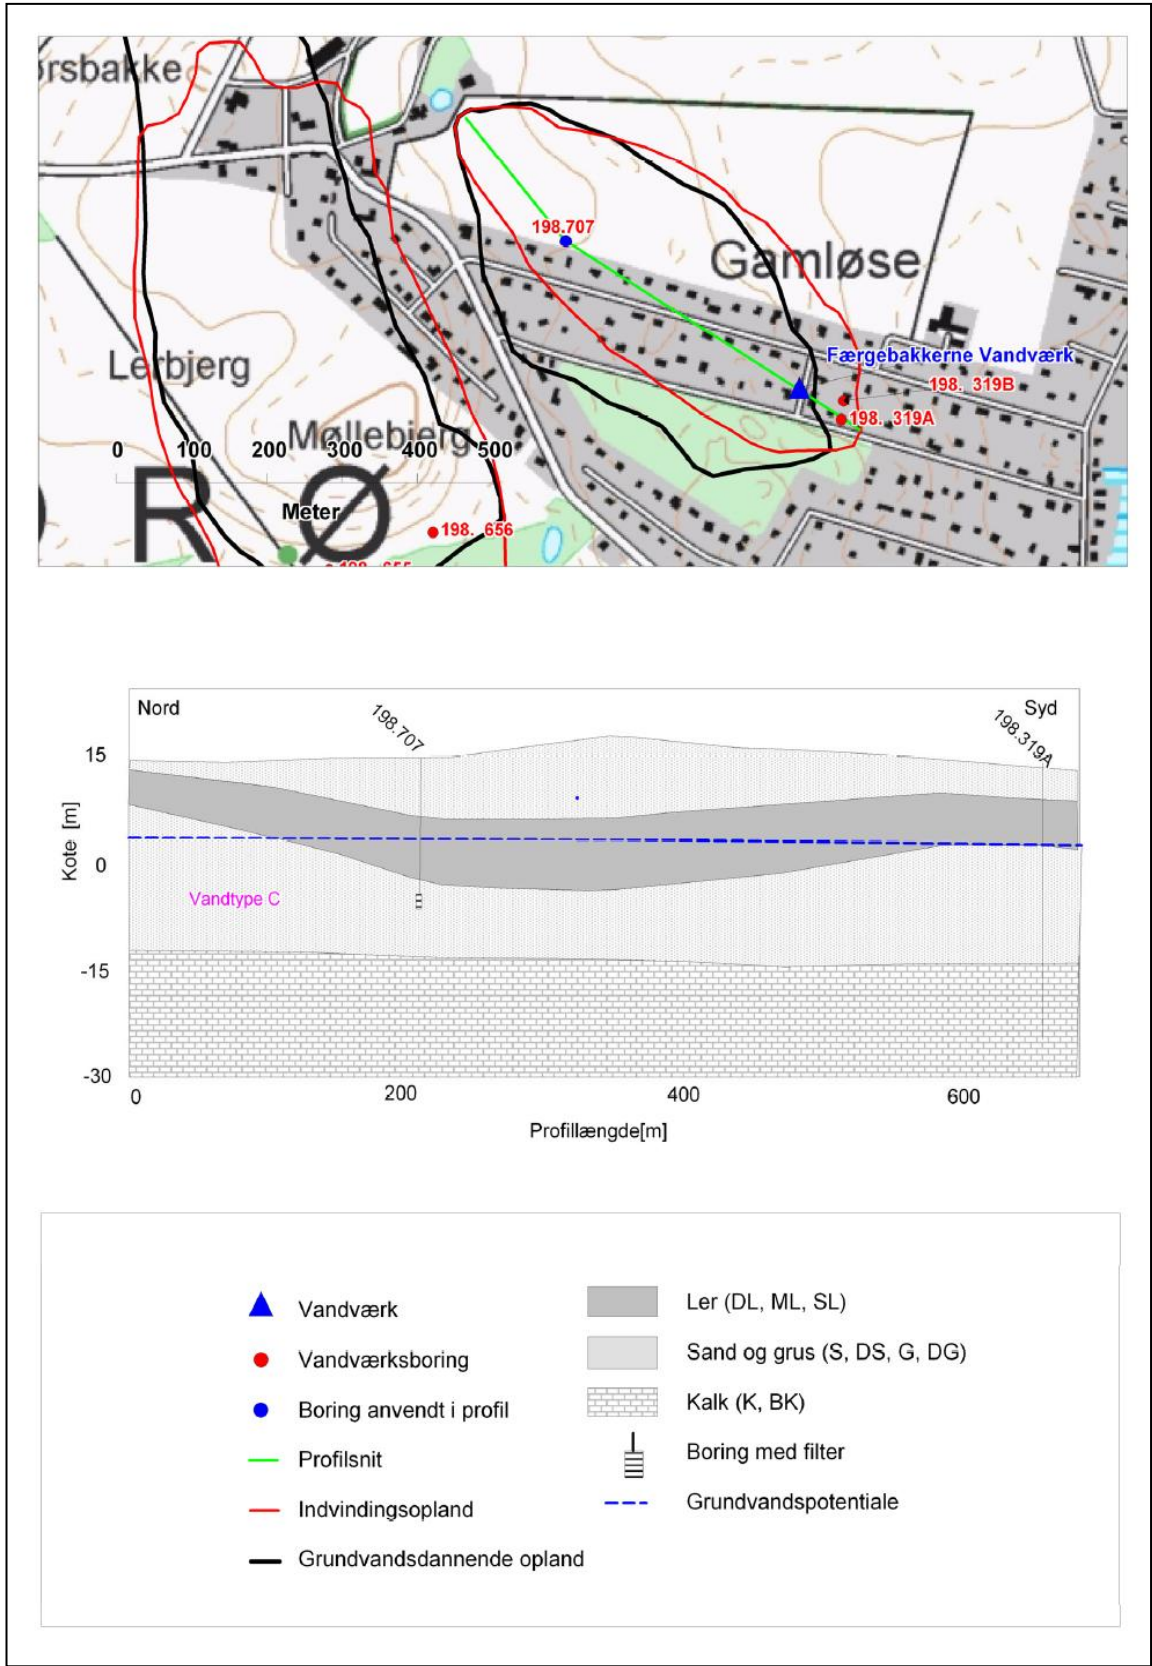 ørsbakke
198.707
Gamløse
Færgebakkerne Vandværk
198. 319B
198. 319A
Lerbjerg
Møllebjerg
0 100 200 300 400 500
R Ø
Meter
198. 656
198. 655
Nord
Syd
198.707
198.319A
15
0
-15
-30
Kote [m]
Vandtype C
0 200 400 600
Profillængde[m]
Vandværk
Vandværksboring
Boring anvendt i profil
Profilsnit
Indvindingsopland
Grundvandsdannende opland
Ler (DL, ML, SL)
Sand og grus (S, DS, G, DG)
Kalk (K, BK)
Boring med filter
Grundvandspotentiale